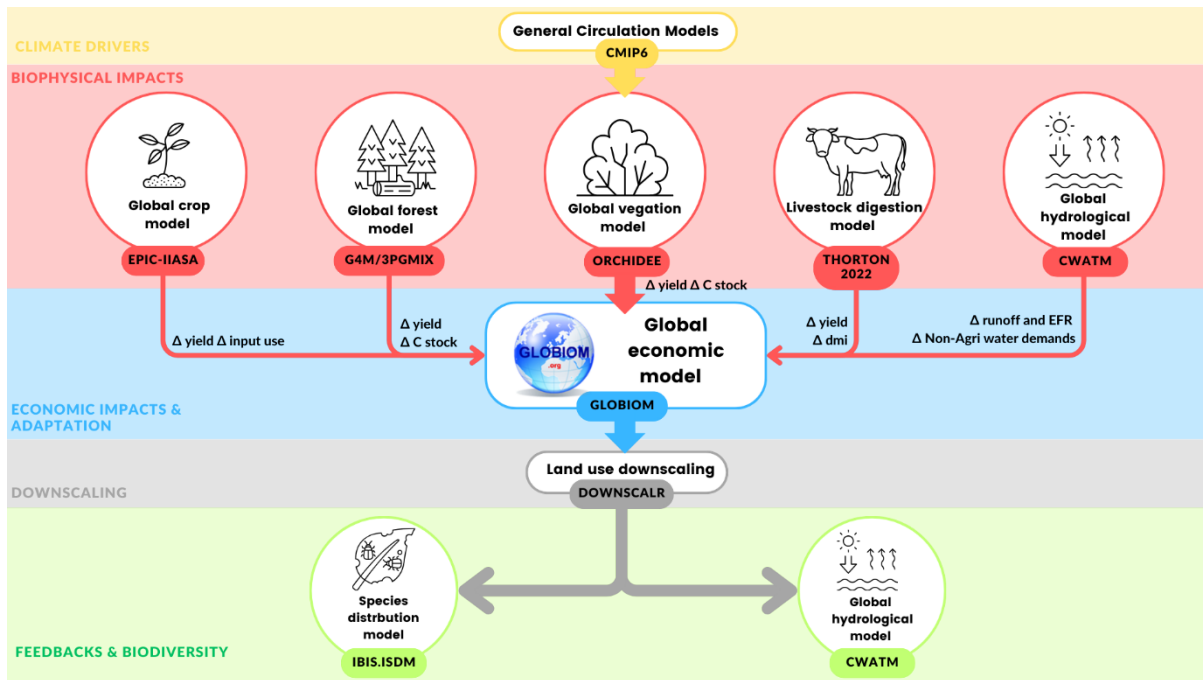 General Circulation Models
CMIP6
CLIMATE DRIVERS
BIOPHYSICAL IMPACTS
Global crop
model
EPIC-IIASA
Global forest
model
G4M/3PGMIX
Global vegation
model
ORCHIDEE
Livestock digestion
model
THORTON
2022
Global
hydrological
model
CWATM
Δ yield Δ input use
Δ yield
Δ C stock
Δ yield Δ C stock
Δ yield
Δ dmi
Δ runoff and EFR
Δ Non-Agri water demands
GLOBIOM
.org
Global
economic
model
GLOBIOM
ECONOMIC IMPACTS &
ADAPTATION
Land use downscaling
DOWNSCALR
DOWNSCALING
Species
distrbution
model
IBIS.ISDM
Global
hydrological
model
CWATM
FEEDBACKS & BIODIVERSITY